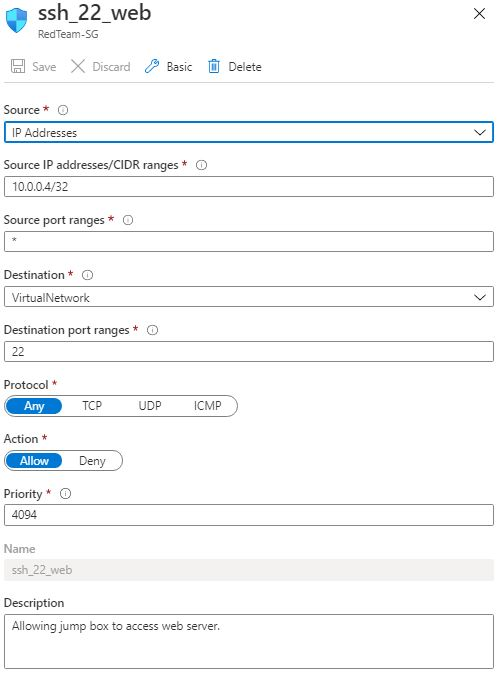 ssh_22_web
RedTeam-SG
Save Discard Basic Delete
Source *
IP Addresses
Source IP addresses/CIDR ranges *
10.0.0.4/32
Source port ranges *
*
Destination *
VirtualNetwork
Destination port ranges *
22
Protocol *
Any TCP UDP ICMP
Action *
Allow Deny
Priority *
4094
Name
ssh_22_web
Description
Allowing jump box to access web server.